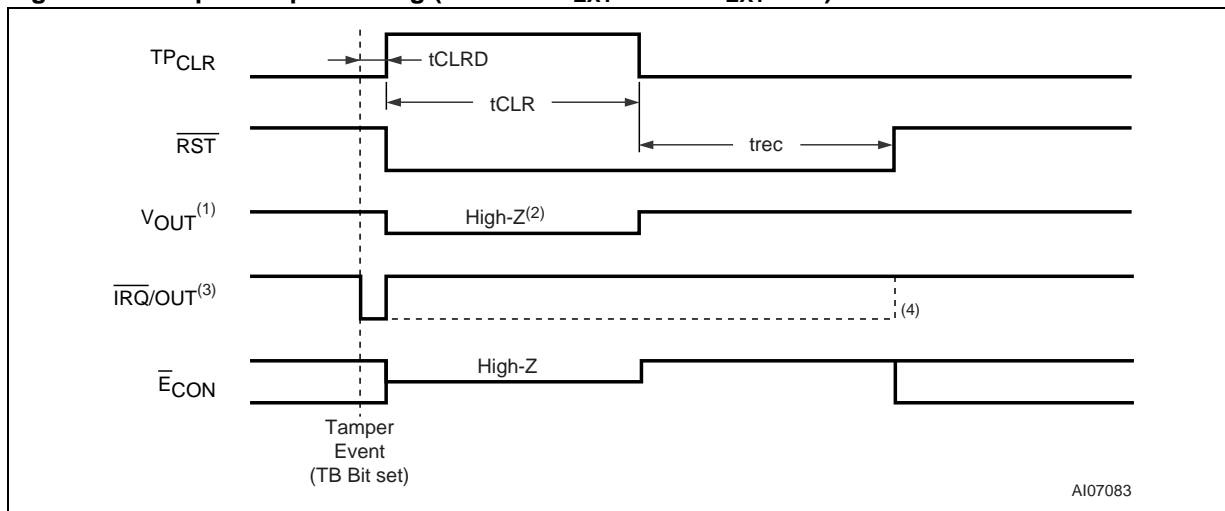 TPCLR
tCLRD
tCLR
RST
trec
VOUT(1)
High-Z(2)
IRQ/OUT(3)
(4)
High-Z
ECON
Tamper
Event
(TB Bit set)
AI07083